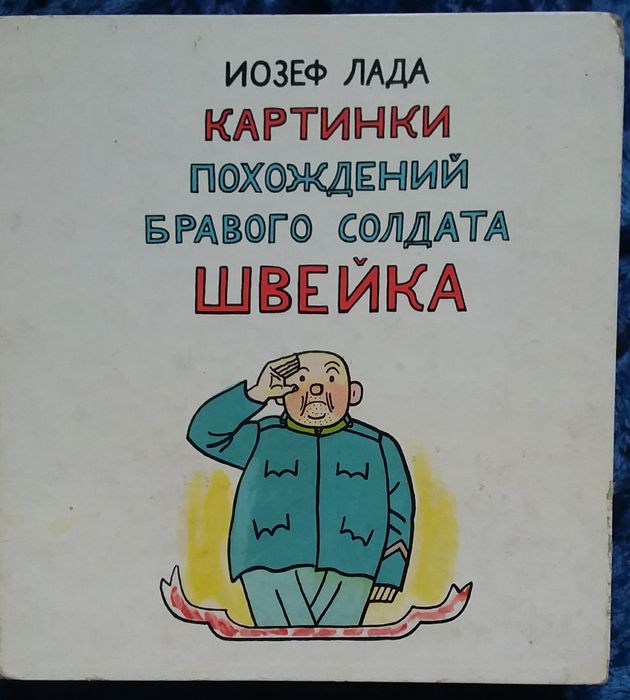 ИОЗЕФ ЛАДА
КАРТИНКИ
ПОХОЖДЕНИЙ
БРАВОГО СОЛДАТА
ШВЕЙКА